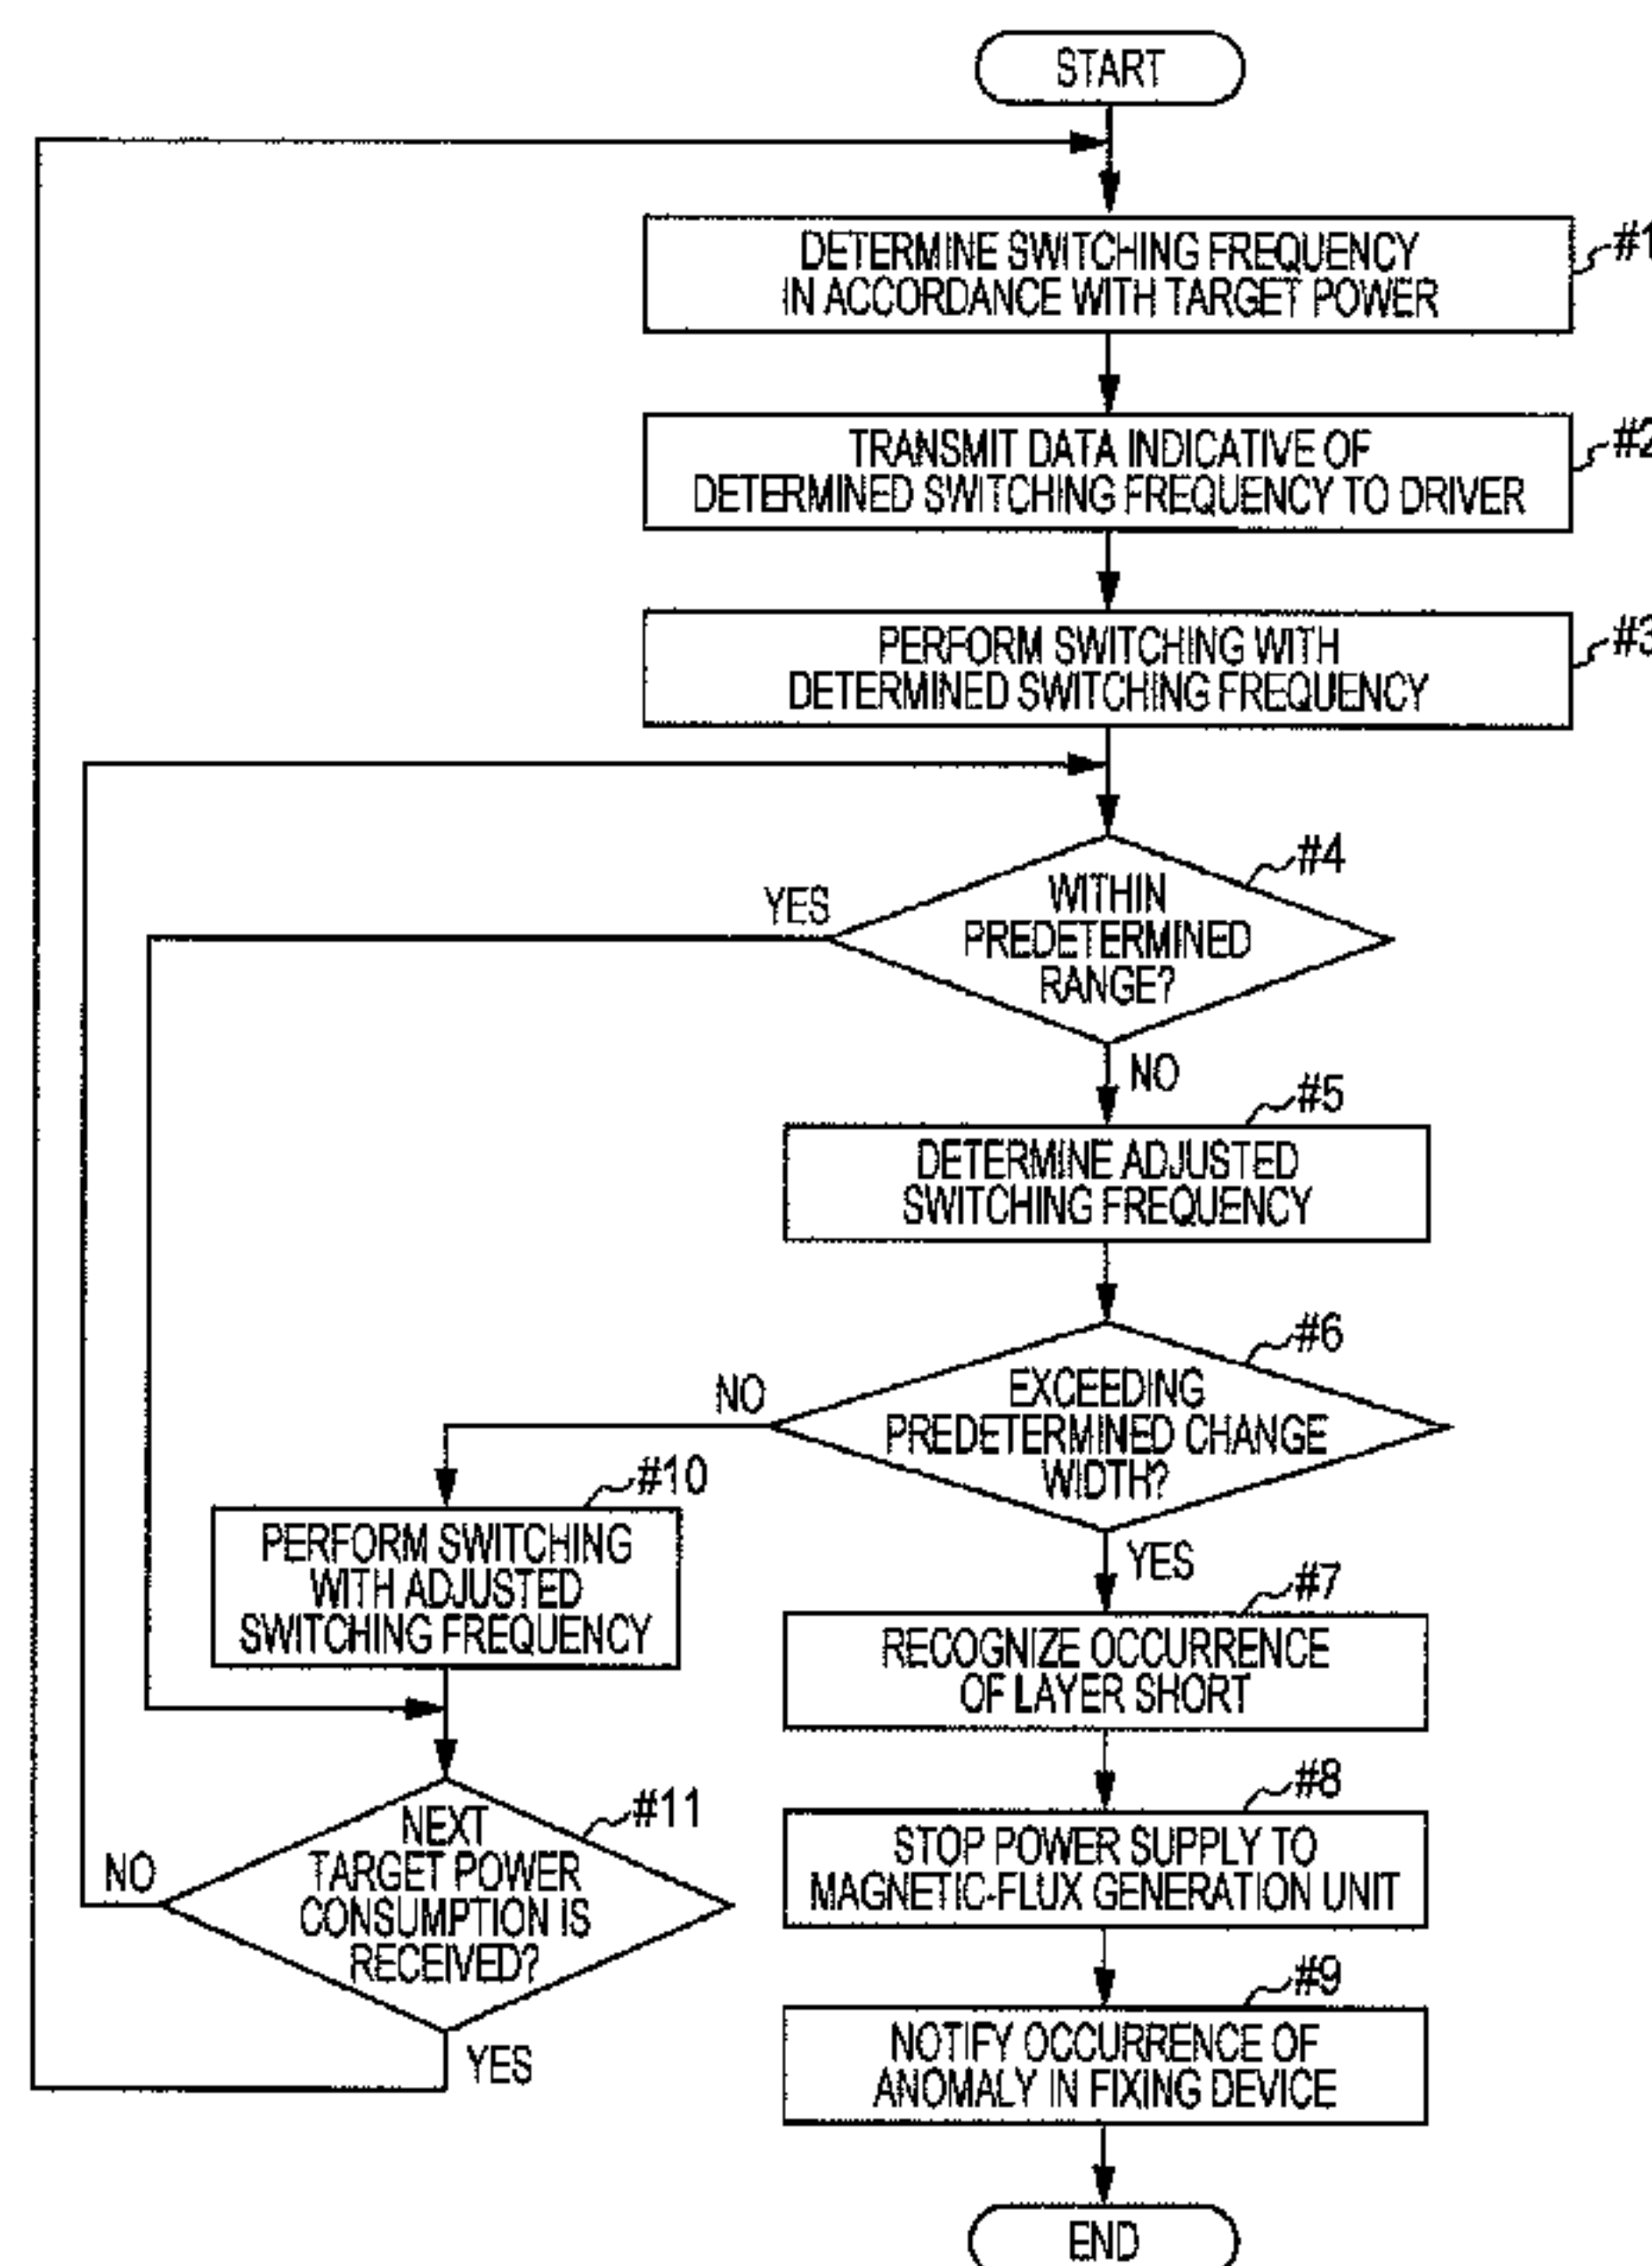 START
DETERMINE SWITCHING FREQUENCY
IN ACCORDANCE WITH TARGET POWER
#1
TRANSMIT DATA INDICATIVE OF
DETERMINED SWITCHING FREQUENCY TO DRIVER
#2
PERFORM SWITCHING WITH
DETERMINED SWITCHING FREQUENCY
#3
#4
YES
WITHIN
PREDETERMINED
RANGE?
NO
#5
DETERMINE ADJUSTED
SWITCHING FREQUENCY
#6
NO
EXCEEDING
PREDETERMINED CHANGE
WIDTH?
YES
#10
PERFORM SWITCHING
WITH ADJUSTED
SWITCHING FREQUENCY
#7
RECOGNIZE OCCURRENCE
OF LAYER SHORT
#11
NO
NEXT
TARGET POWER
CONSUMPTION IS
RECEIVED?
YES
#8
STOP POWER SUPPLY TO
MAGNETIC-FLUX GENERATION UNIT
#9
NOTIFY OCCURRENCE OF
ANOMALY IN FIXING DEVICE
END